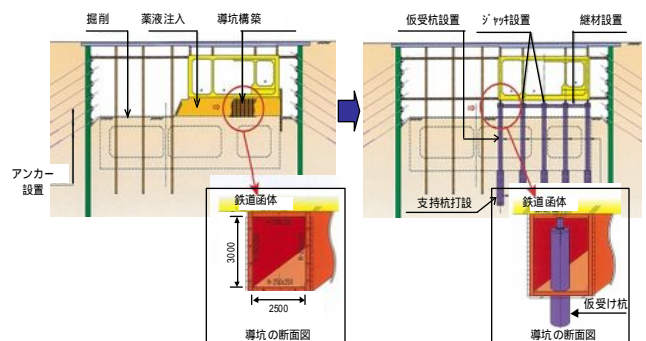 掘削
薬液注入
導坑構築
アンカー
設置
鉄道函体
3000
2500
導坑の断面図
仮受杭設置
ジャッキ設置
継材設置
支持杭打設
鉄道函体
仮受け杭
導坑の断面図